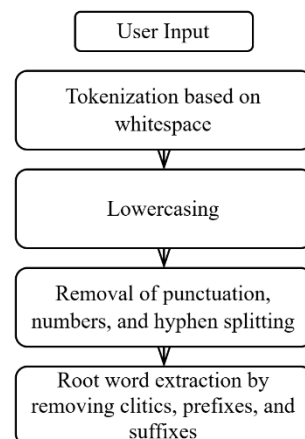 User Input
Tokenization based on
whitespace
Lowercasing
Removal of punctuation,
numbers, and hyphen splitting
Root word extraction by
removing clitics, prefixes, and
suffixes